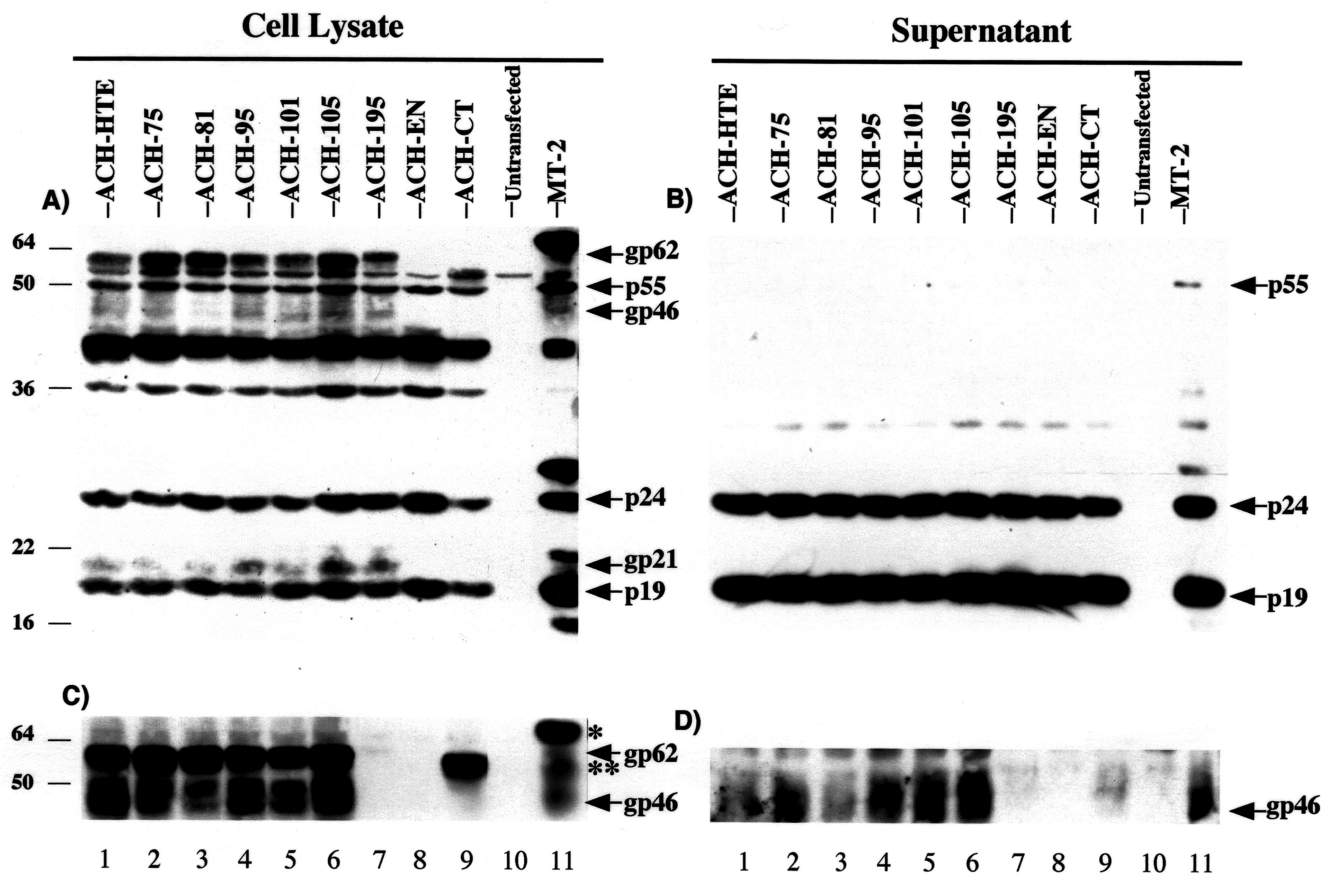 Cell Lysate
Supernatant
A)
–ACH-HTE
–ACH-75
–ACH-81
–ACH-95
–ACH-101
–ACH-105
–ACH-195
–ACH-EN
–ACH-CT
–Untransfected
–MT-2
64
50
36
22
16
gp62
p55
gp46
p24
gp21
p19
B)
–ACH-HTE
–ACH-75
–ACH-81
–ACH-95
–ACH-101
–ACH-105
–ACH-195
–ACH-EN
–ACH-CT
–Untransfected
–MT-2
p55
p24
p19
C)
64
50
*
gp62
**
gp46
1 2 3 4 5 6 7 8 9 10 11
D)
gp46
1 2 3 4 5 6 7 8 9 10 11